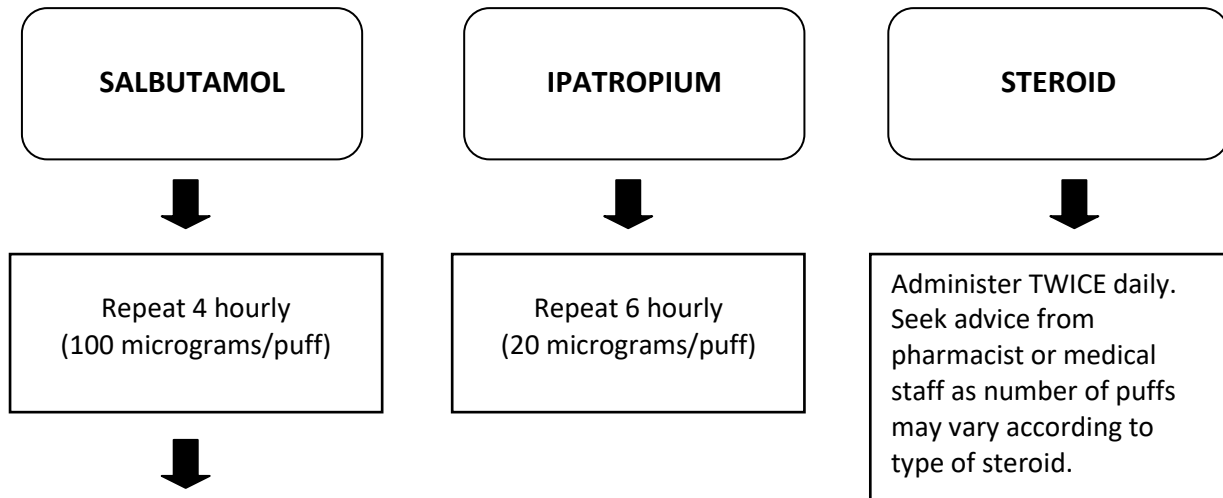 SALBUTAMOL
IPATROPIUM
STEROID
Repeat 4 hourly
(100 micrograms/puff)
Repeat 6 hourly
(20 micrograms/puff)
Administer TWICE daily.
Seek advice from
pharmacist or medical
staff as number of puffs
may vary according to
type of steroid.